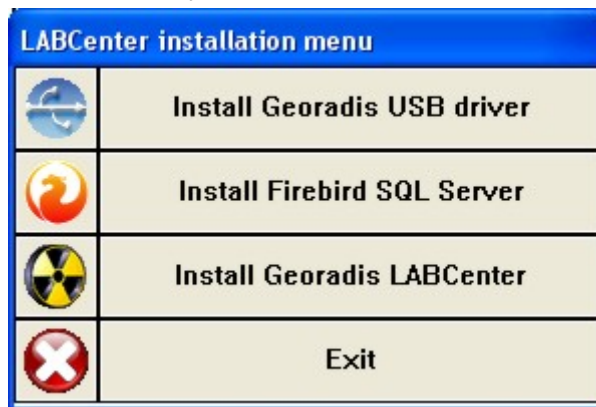 LABCenter installation menu
Install Georadis USB driver
Install Firebird SQL Server
Install Georadis LABCenter
Exit